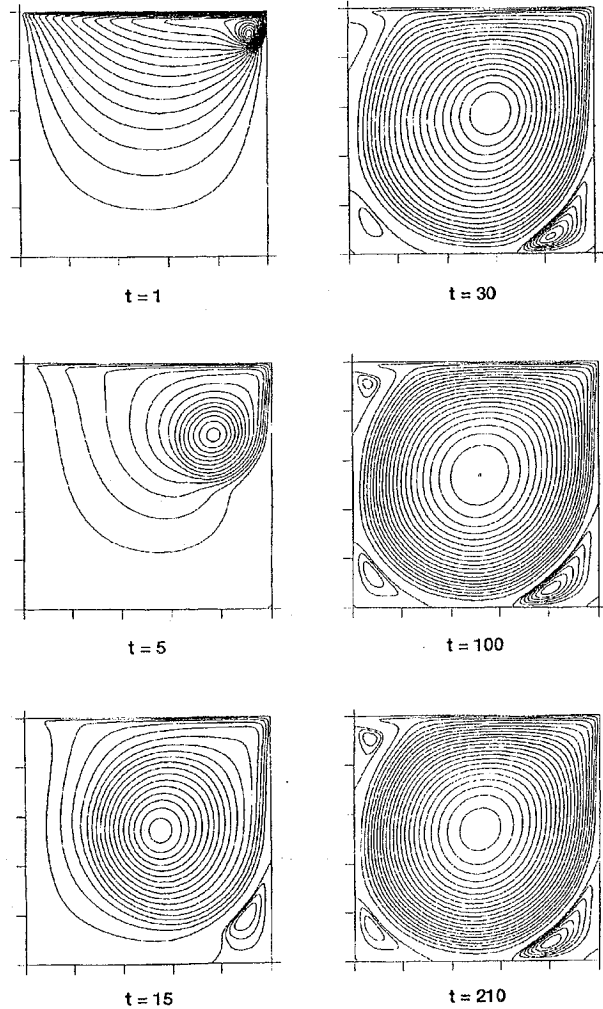 t = 1
t = 30
t = 5
t = 100
t = 15
t = 210